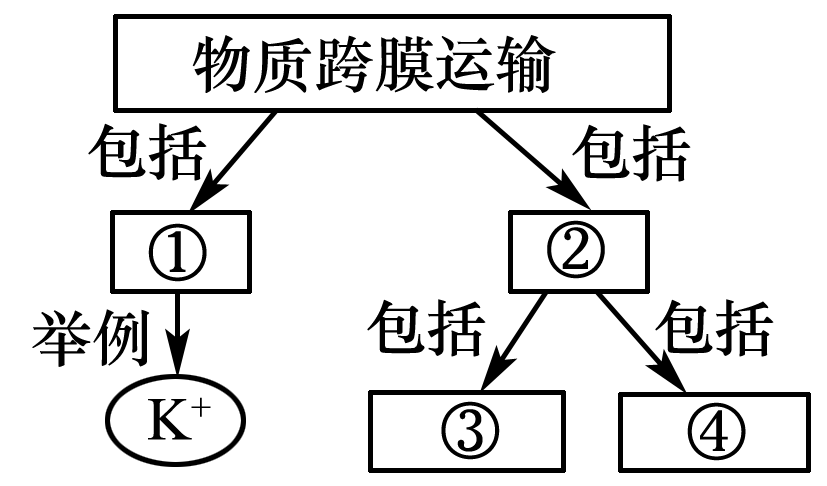 物质跨膜运输
包括 包括
① ②
举例 包括 包括
K⁺ ③ ④